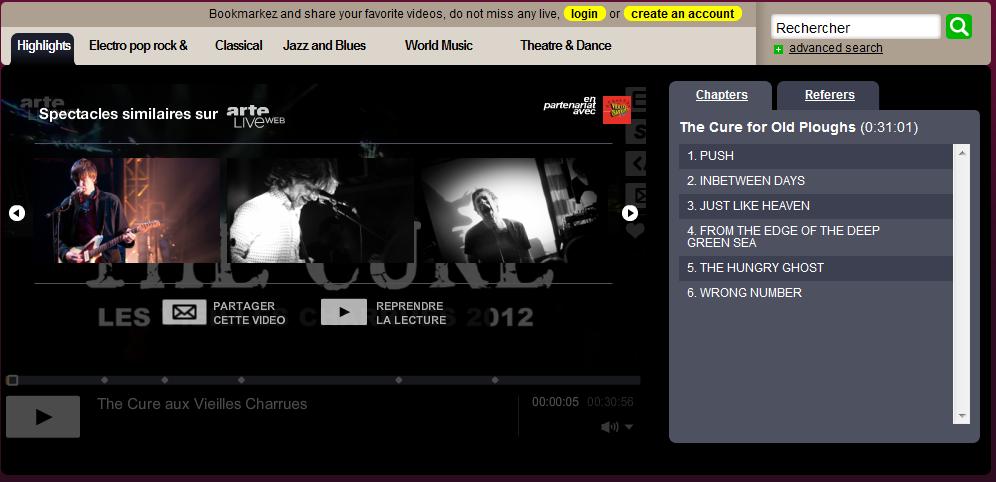 Bookmarkez and share your favorite videos, do not miss any live, login or create an account
Highlights
Electro pop rock &
Classical
Jazz and Blues
World Music
Theatre & Dance
Rechercher
advanced search
arte
Spectacles similaires sur arte
LIVEWEB
en
partenariat
avec
THE CURE
LES
2012
PARTAGER
CETTE VIDEO
REPRENDRE
LA LECTURE
The Cure aux Vieilles Charrues
00:00:05 00:30:56
Chapters
Referers
The Cure for Old Ploughs (0:31:01)
1. PUSH
2. INBETWEEN DAYS
3. JUST LIKE HEAVEN
4. FROM THE EDGE OF THE DEEP
GREEN SEA
5. THE HUNGRY GHOST
6. WRONG NUMBER